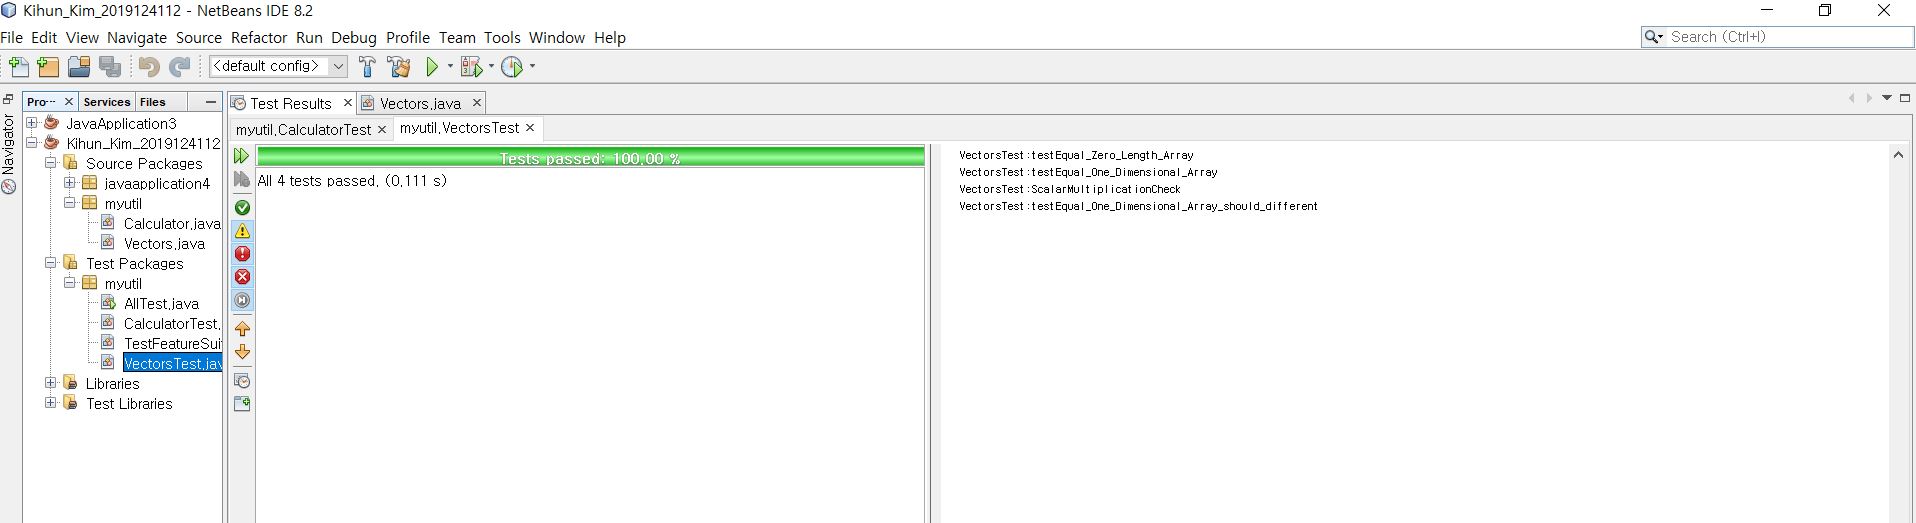 Kihun_Kim_2019124112 - NetBeans IDE 8.2
File Edit View Navigate Source Refactor Run Debug Profile Team Tools Window Help
Search (Ctrl+I)
<default config>
Navigator
Pro... Services Files
JavaApplication3
Kihun_Kim_2019124112
Source Packages
javaapplication4
myutil
Calculator.java
Vectors.java
Test Packages
myutil
AllTest.java
CalculatorTest.
TestFeatureSui
VectorsTest.jav
Libraries
Test Libraries
Test Results Vectors.java
myutil.CalculatorTest myutil.VectorsTest
Tests passed: 100.00 %
All 4 tests passed. (0.111 s)
VectorsTest:testEqual_Zero_Length_Array
VectorsTest:testEqual_One_Dimensional_Array
VectorsTest:ScalarMultiplicationCheck
VectorsTest:testEqual_One_Dimensional_Array_should_different